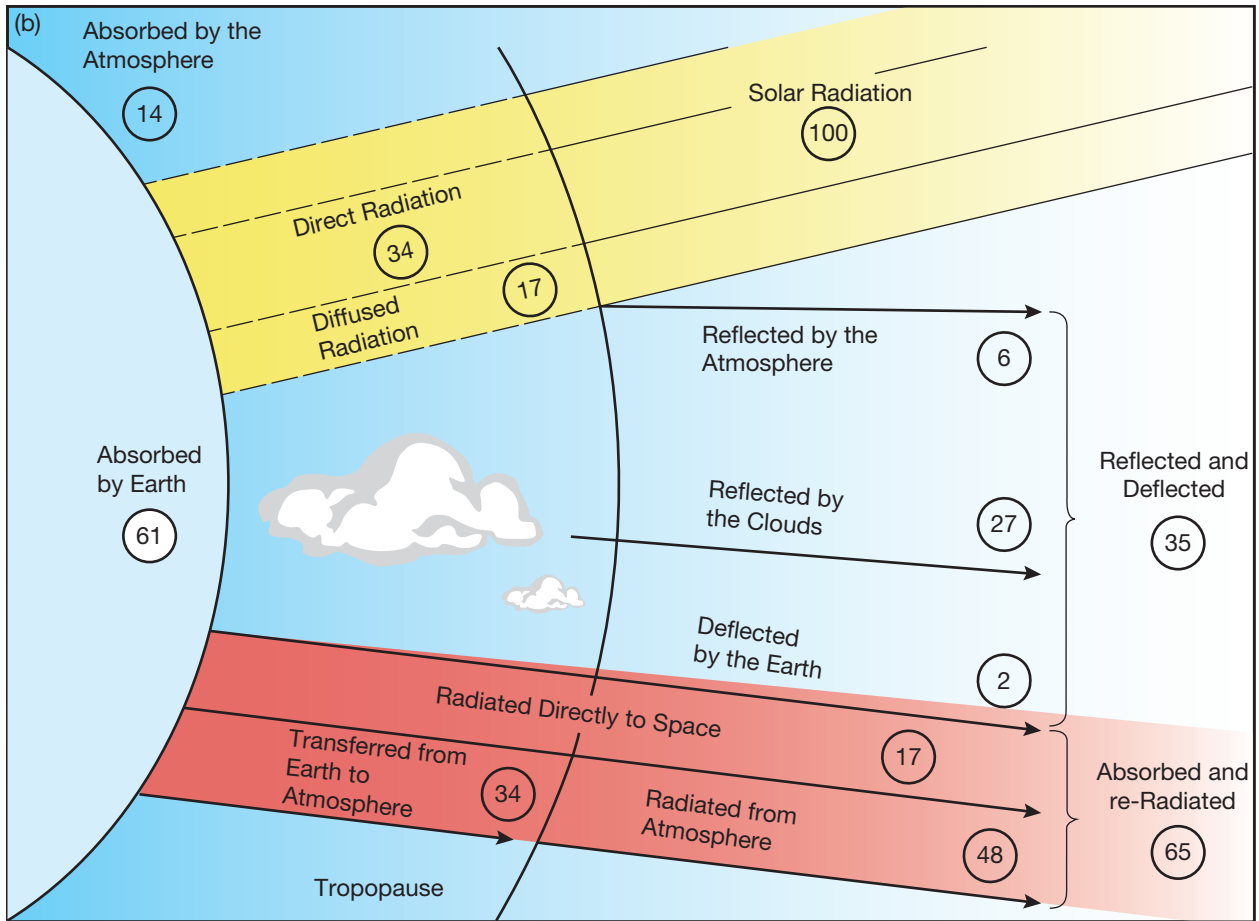 (b)
Absorbed by the
Atmosphere
14
Solar Radiation
100
Direct Radiation
34
17
Diffused
Radiation
Reflected by the
Atmosphere
6
Absorbed
by Earth
61
Reflected by
the Clouds
27
Reflected and
Deflected
35
Deflected
by the Earth
2
Radiated Directly to Space
17
Transferred from
Earth to
Atmosphere
34
Radiated from
Atmosphere
48
Absorbed and
re-Radiated
65
Tropopause